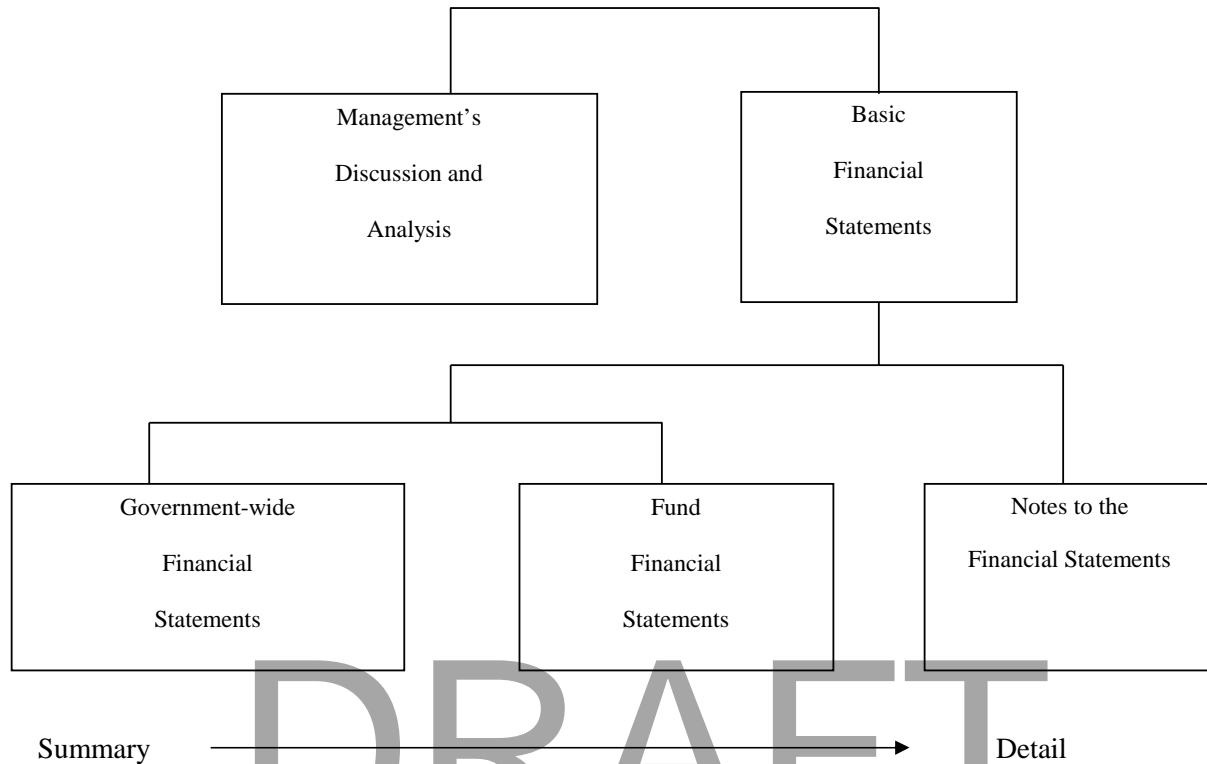 Management’s
Discussion and
Analysis
Basic
Financial
Statements
Government-wide
Financial
Statements
Fund
Financial
Statements
Notes to the
Financial Statements
DRAFT
Summary
Detail